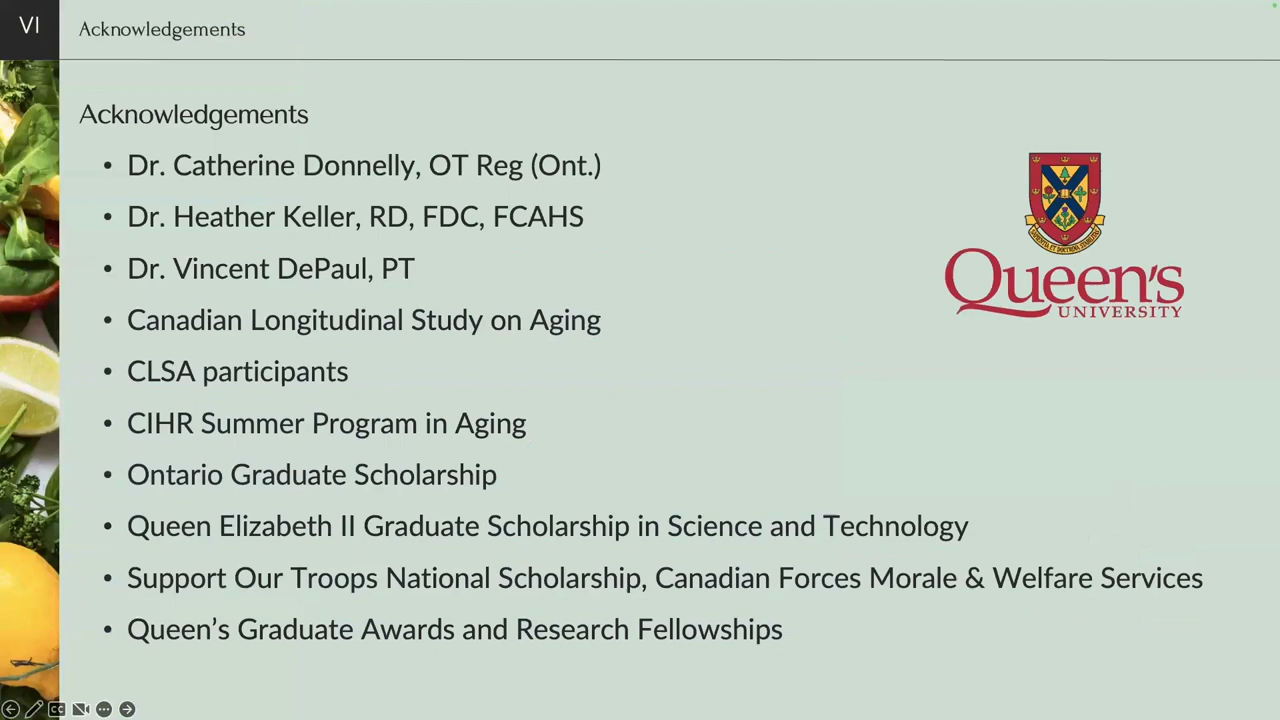 VI
Acknowledgements
Acknowledgements
• Dr. Catherine Donnelly, OT Reg (Ont.)
• Dr. Heather Keller, RD, FDC, FCAHS
• Dr. Vincent DePaul, PT
• Canadian Longitudinal Study on Aging
• CLSA participants
• CIHR Summer Program in Aging
• Ontario Graduate Scholarship
• Queen Elizabeth II Graduate Scholarship in Science and Technology
• Support Our Troops National Scholarship, Canadian Forces Morale & Welfare Services
• Queen’s Graduate Awards and Research Fellowships
Queen's
UNIVERSITY
CC